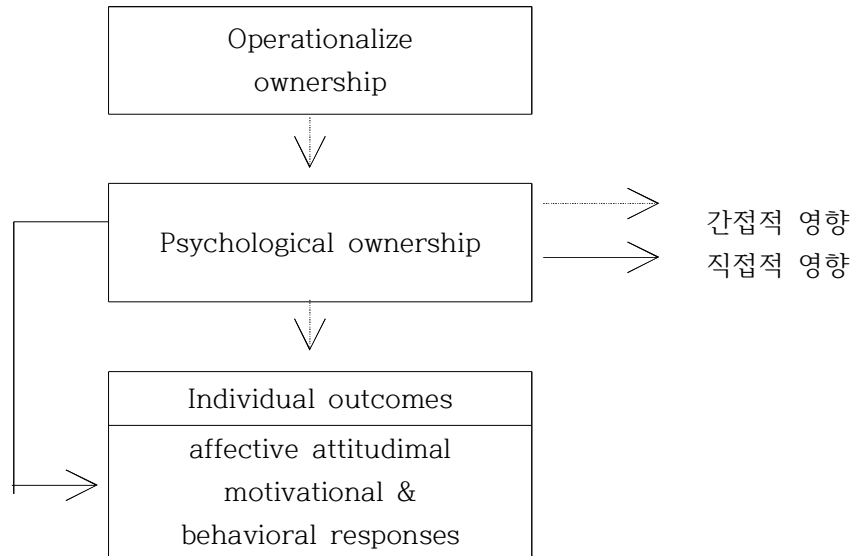 Operationalize
ownership
Psychological ownership
간접적 영향
직접적 영향
Individual outcomes
affective attitudimal
motivational &
behavioral responses